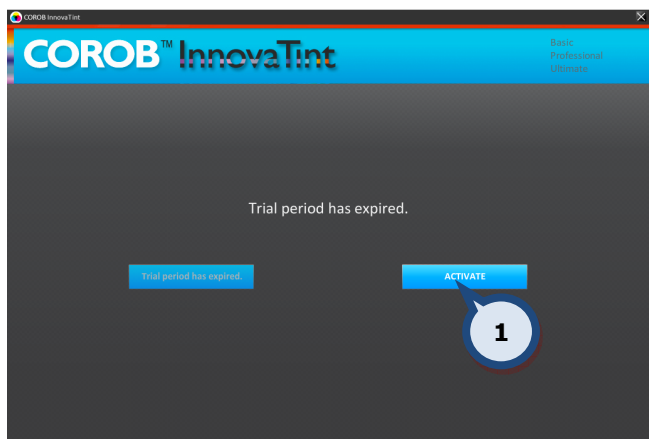 COROB InnovaTint
COROB™ InnovaTint
Basic
Professional
Ultimate
Trial period has expired.
Trial period has expired.
ACTIVATE
1